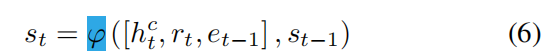 s_t = φ([h_t^c, r_t, e_{t−1}], s_{t−1}) (6)